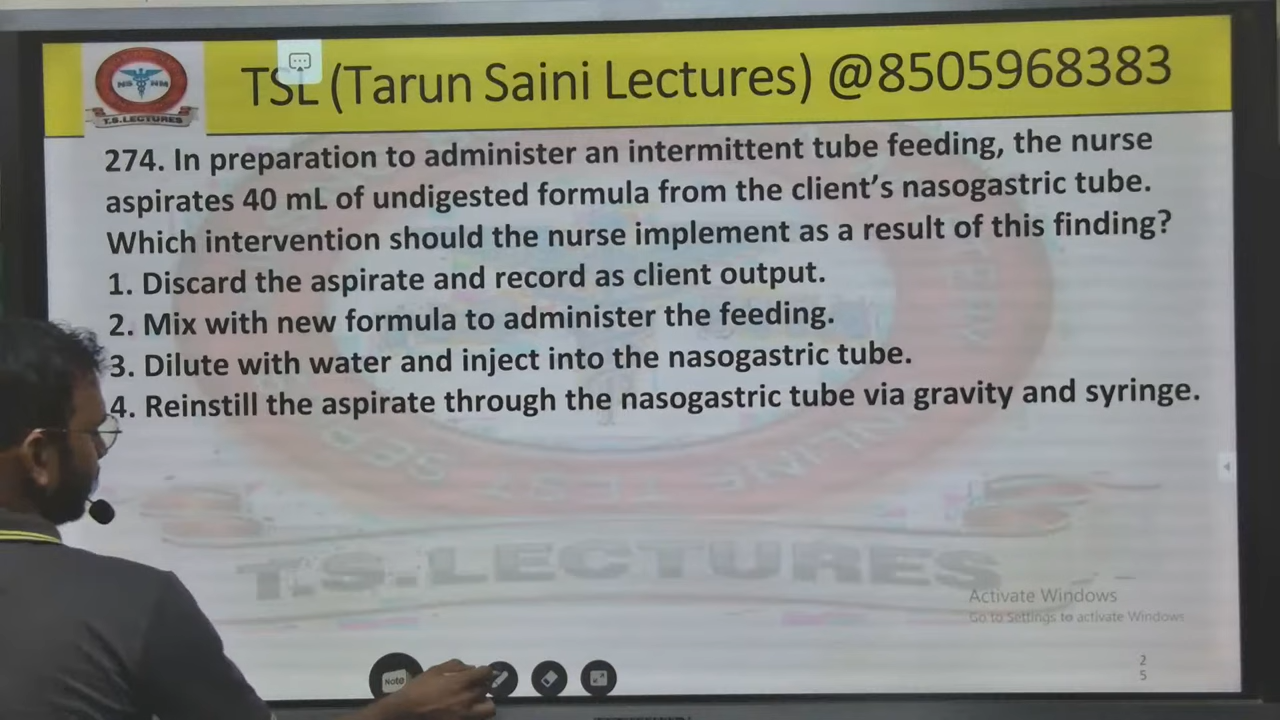 TSL (Tarun Saini Lectures) @8505968383
T.S.LECTURES
274. In preparation to administer an intermittent tube feeding, the nurse
aspirates 40 mL of undigested formula from the client's nasogastric tube.
Which intervention should the nurse implement as a result of this finding?
1. Discard the aspirate and record as client output.
2. Mix with new formula to administer the feeding.
3. Dilute with water and inject into the nasogastric tube.
4. Reinstill the aspirate through the nasogastric tube via gravity and syringe.
T.S.LECTURES
Activate Windows
Go to Settings to activate Windows
2
5
Note